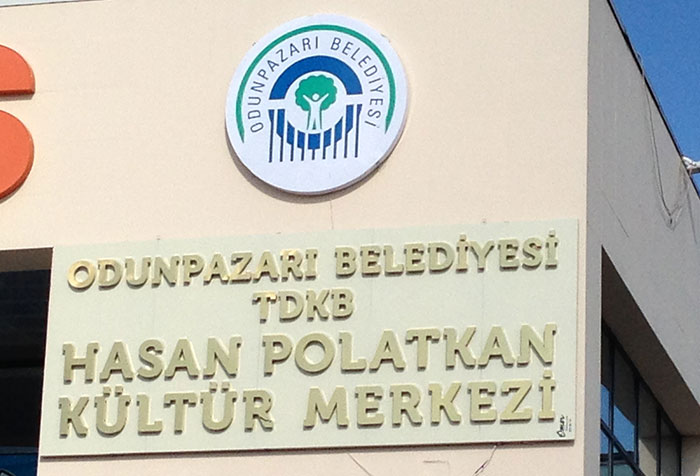 ODUNPAZARI BELEDİYESİ
ODUNPAZARI BELEDİYESİ
TDKB
HASAN POLATKAN
KÜLTÜR MERKEZİ